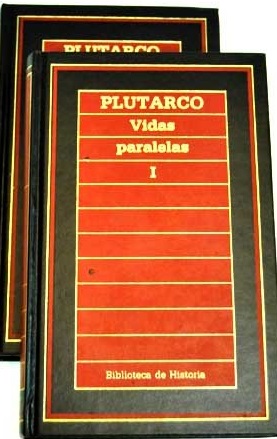 PLUTARCO
PLUTARCO
Vidas
paralelas
I
Biblioteca de Historia